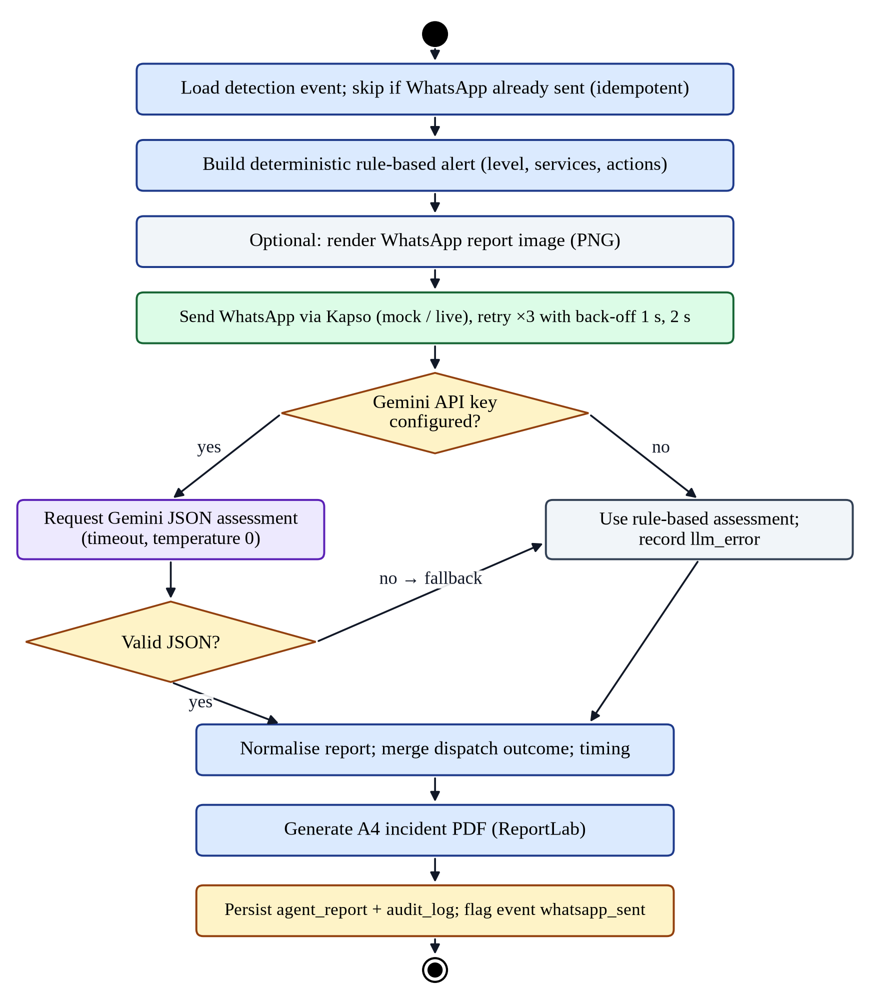 Load detection event; skip if WhatsApp already sent (idempotent)
Build deterministic rule-based alert (level, services, actions)
Optional: render WhatsApp report image (PNG)
Send WhatsApp via Kapso (mock / live), retry ×3 with back-off 1 s, 2 s
Gemini API key
configured?
yes
no
Request Gemini JSON assessment
(timeout, temperature 0)
Use rule-based assessment;
record llm_error
no → fallback
Valid JSON?
yes
Normalise report; merge dispatch outcome; timing
Generate A4 incident PDF (ReportLab)
Persist agent_report + audit_log; flag event whatsapp_sent